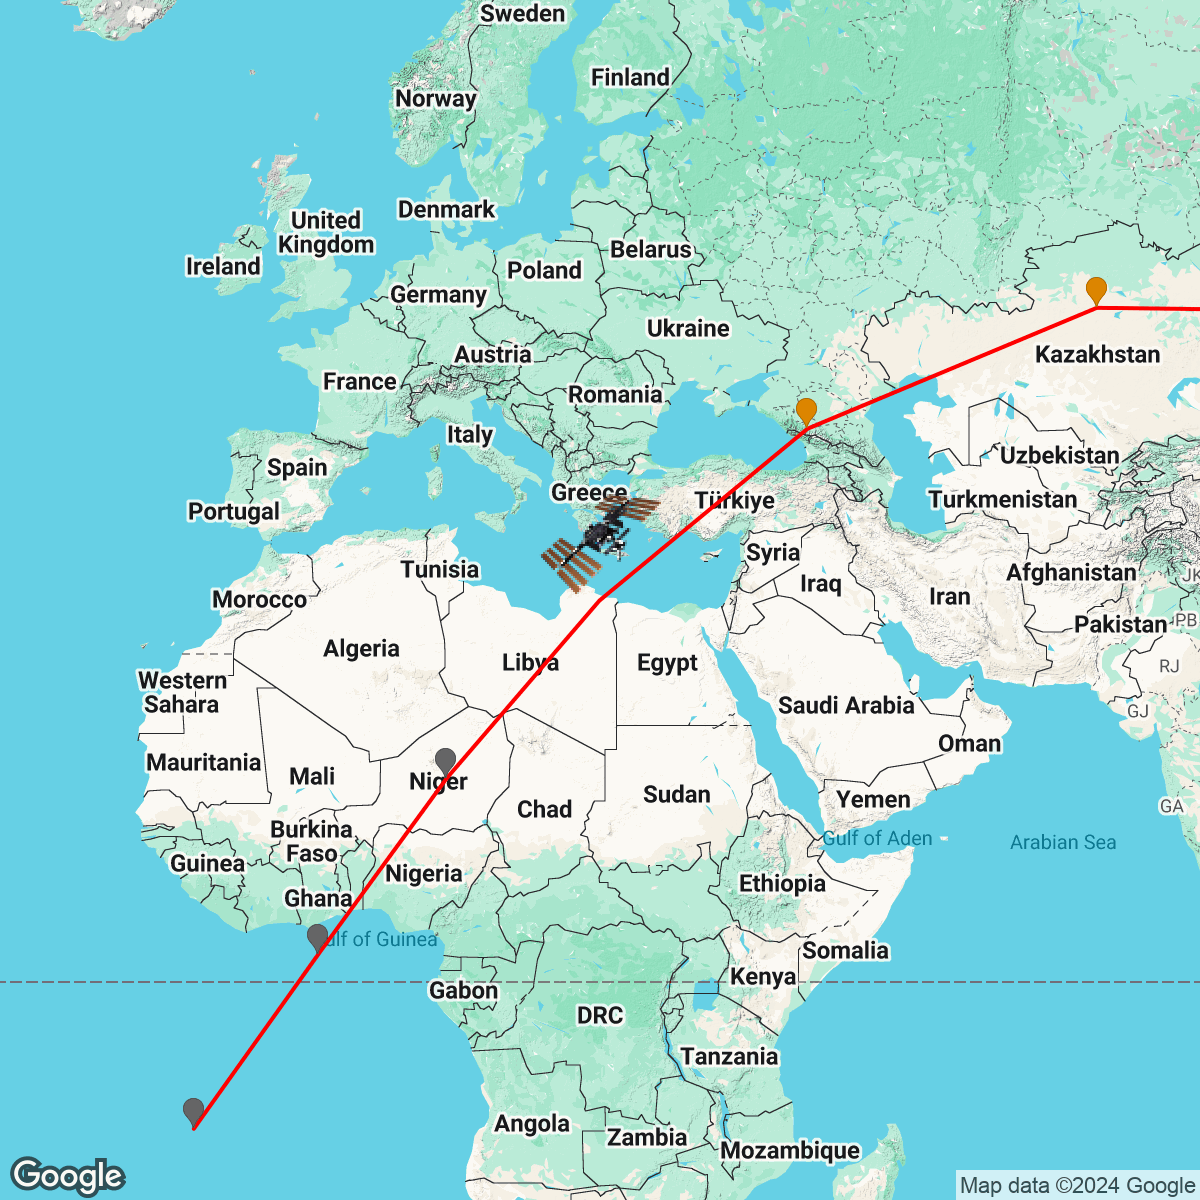 Sweden
Finland
Norway
Denmark
United
Kingdom
Ireland
Belarus
Poland
Germany
Ukraine
Austria
Kazakhstan
France
Romania
Italy
Uzbekistan
Spain
Greece
Türkiye
Turkmenistan
Portugal
Syria
Tunisia
Afghanistan
JK
Iraq
Iran
Morocco
Pakistan
PB
Algeria
Libya
Egypt
RJ
Western
Sahara
Saudi Arabia
GJ
Oman
Mauritania
Mali
Niger
Sudan
Yemen
Chad
GA
Burkina
Faso
Gulf of Aden
Arabian Sea
Guinea
Nigeria
Ethiopia
Ghana
ulf of Guinea
Somalia
Kenya
Gabon
DRC
Tanzania
Angola
Zambia
Mozambique
Google
Map data ©2024 Google